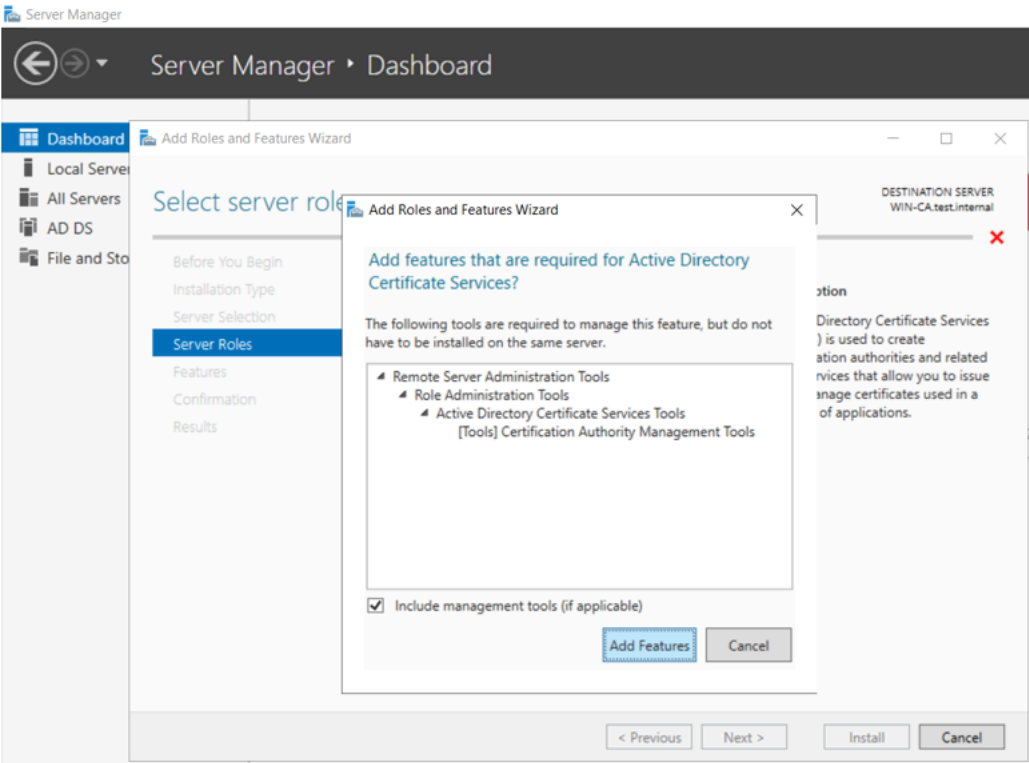 Server Manager
Server Manager ‣ Dashboard
Dashboard
Local Server
All Servers
AD DS
File and Sto
Add Roles and Features Wizard
Select server role
DESTINATION SERVER
WIN-CA.test.internal
Before You Begin
Installation Type
Server Selection
Server Roles
Features
Confirmation
Results
Add Roles and Features Wizard
Add features that are required for Active Directory
Certificate Services?
The following tools are required to manage this feature, but do not
have to be installed on the same server.
Remote Server Administration Tools
Role Administration Tools
Active Directory Certificate Services Tools
[Tools] Certification Authority Management Tools
Include management tools (if applicable)
Add Features
Cancel
ption
Directory Certificate Services
) is used to create
ation authorities and related
rvices that allow you to issue
anage certificates used in a
of applications.
< Previous
Next >
Install
Cancel